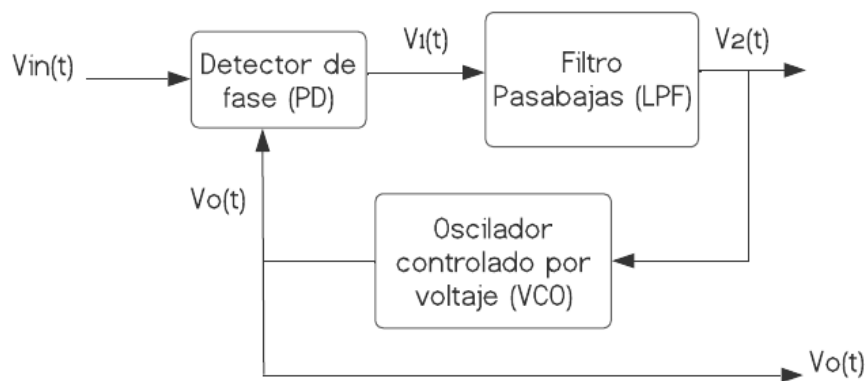 Vin(t)
Detector de
fase (PD)
V1(t)
Filtro
Pasabajas (LPF)
V2(t)
Vo(t)
Oscilador
controlado por
voltaje (VCO)
Vo(t)